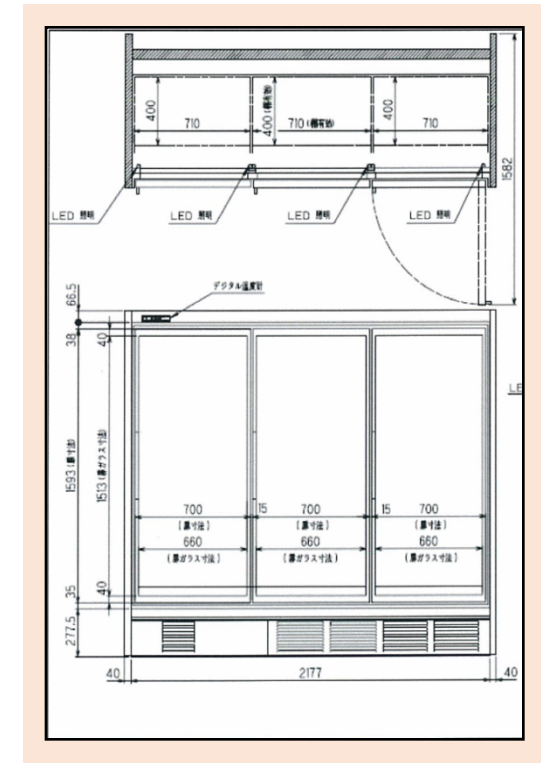 400
710
400(棚有効)
710(棚有効)
400
710
1582
LED 照明
LED 照明
LED 照明
LED 照明
デジタル温度計
66.5
38
40
LE
1593(扉寸法)
1513(扉ガラス寸法)
700
15
700
15
700
(扉寸法)
(扉寸法)
(扉寸法)
660
660
660
(扉ガラス寸法)
(扉ガラス寸法)
(扉ガラス寸法)
35
40
277.5
40
2177
40